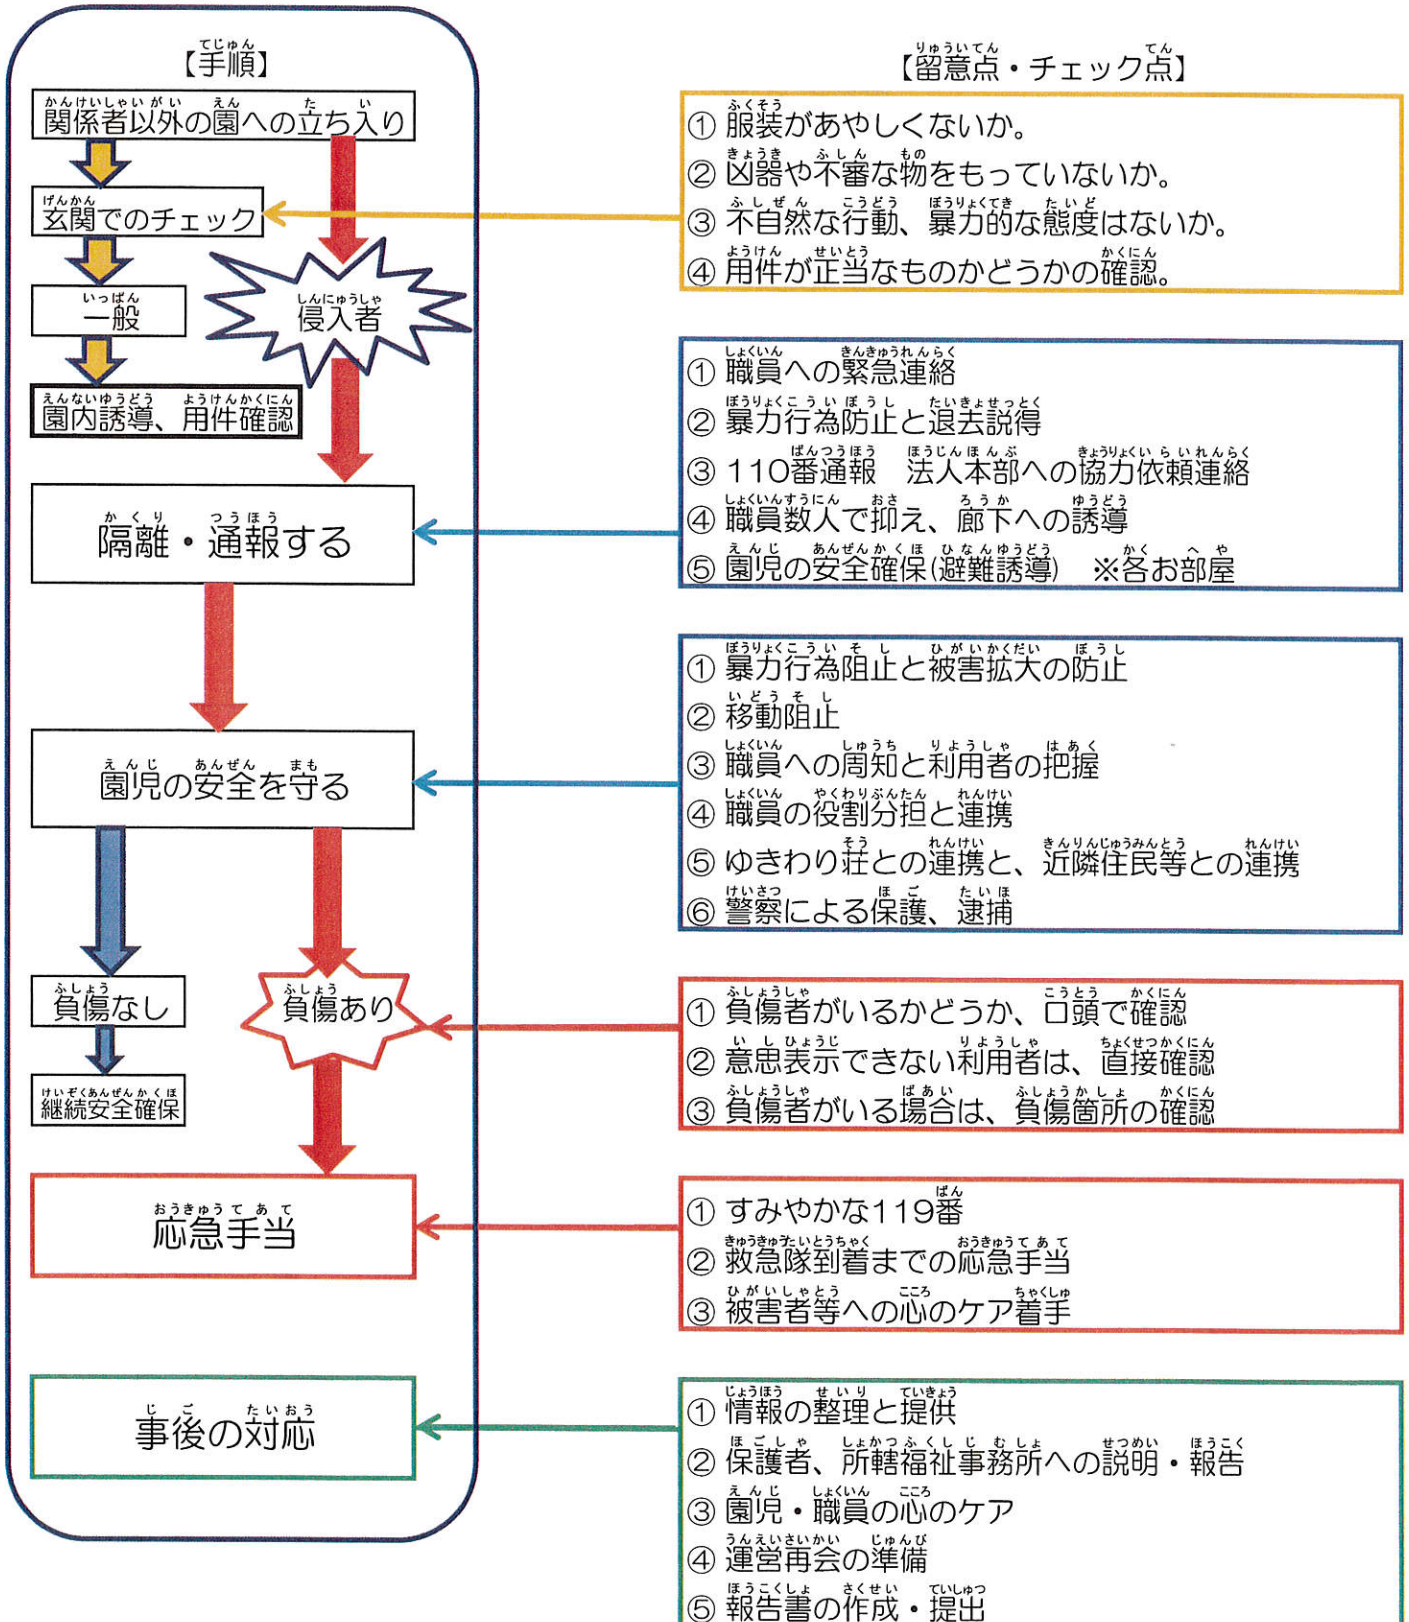 【手順】
関係者以外の園への立ち入り
玄関でのチェック
一般
侵入者
園内誘導、用件確認
隔離・通報する
園児の安全を守る
負傷なし
負傷あり
継続安全確保
応急手当
事後の対応
【留意点・チェック点】
① 服装があやしくないか。
② 凶器や不審な物をもっていないか。
③ 不自然な行動、暴力的な態度はないか。
④ 用件が正当なものかどうかの確認。
① 職員への緊急連絡
② 暴力行為防止と退去説得
③ 110番通報　法人本部への協力依頼連絡
④ 職員数人で抑え、廊下への誘導
⑤ 園児の安全確保(避難誘導)　※各お部屋
① 暴力行為阻止と被害拡大の防止
② 移動阻止
③ 職員への周知と利用者の把握
④ 職員の役割分担と連携
⑤ ゆきわり荘との連携と、近隣住民等との連携
⑥ 警察による保護、逮捕
① 負傷者がいるかどうか、口頭で確認
② 意思表示できない利用者は、直接確認
③ 負傷者がいる場合は、負傷箇所の確認
① すみやかな119番
② 救急隊到着までの応急手当
③ 被害者等への心のケア着手
① 情報の整理と提供
② 保護者、所轄福祉事務所への説明・報告
③ 園児・職員の心のケア
④ 運営再会の準備
⑤ 報告書の作成・提出